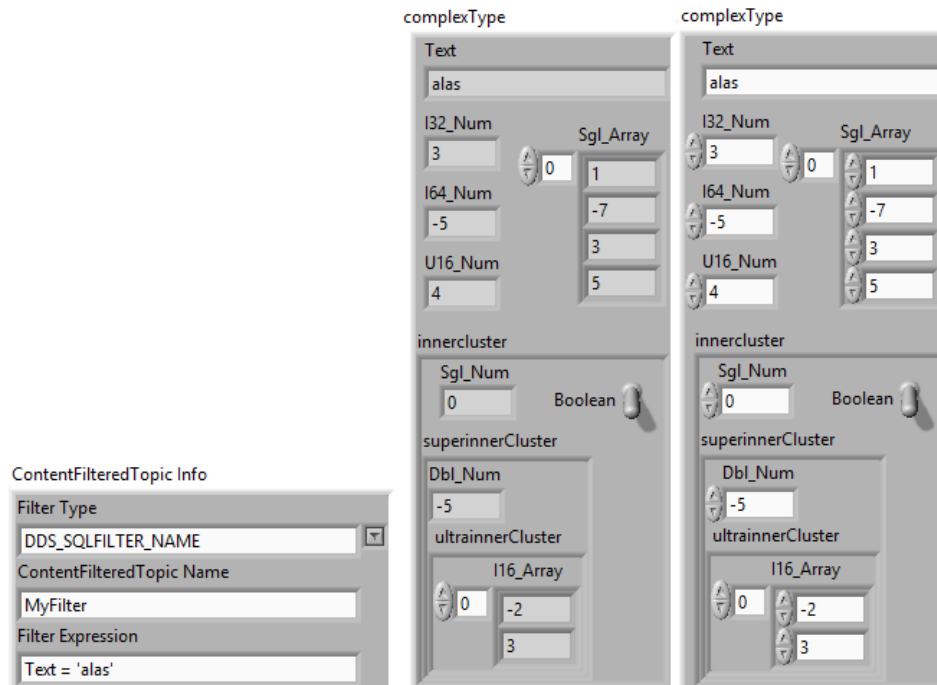 complexType
Text
alas
I32_Num
3
Sgl_Array
0
1
I64_Num
-7
-5
3
U16_Num
5
4
innercluster
Sgl_Num
0
Boolean
superinnerCluster
Dbl_Num
-5
ultrainnerCluster
I16_Array
0
-2
3
complexType
Text
alas
I32_Num
3
Sgl_Array
0
1
I64_Num
-7
-5
3
U16_Num
5
4
innercluster
Sgl_Num
0
Boolean
superinnerCluster
Dbl_Num
-5
ultrainnerCluster
I16_Array
0
-2
3
ContentFilteredTopic Info
Filter Type
DDS_SQLFILTER_NAME
ContentFilteredTopic Name
MyFilter
Filter Expression
Text = 'alas'